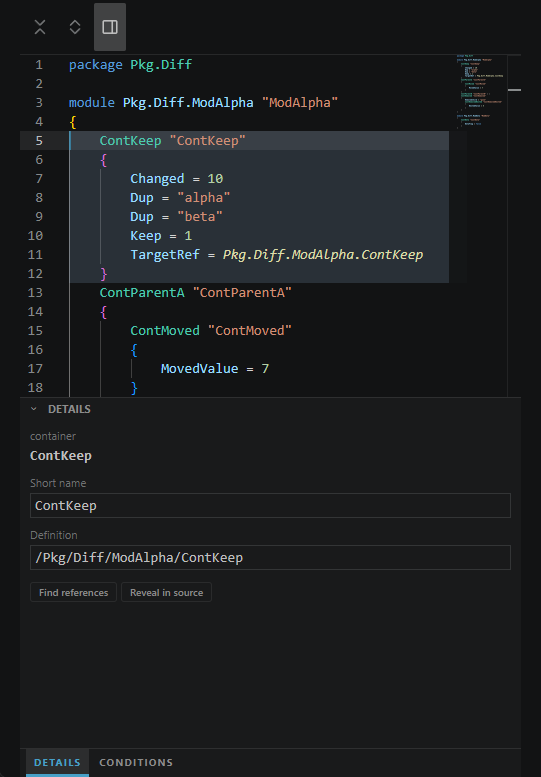 1 package Pkg.Diff
2
3 module Pkg.Diff.ModAlpha "ModAlpha"
4 {
5 ContKeep "ContKeep"
6 {
7 Changed = 10
8 Dup = "alpha"
9 Dup = "beta"
10 Keep = 1
11 TargetRef = Pkg.Diff.ModAlpha.ContKeep
12 }
13 ContParentA "ContParentA"
14 {
15 ContMoved "ContMoved"
16 {
17 MovedValue = 7
18 }
DETAILS
container
ContKeep
Short name
ContKeep
Definition
/Pkg/Diff/ModAlpha/ContKeep
Find references Reveal in source
DETAILS CONDITIONS